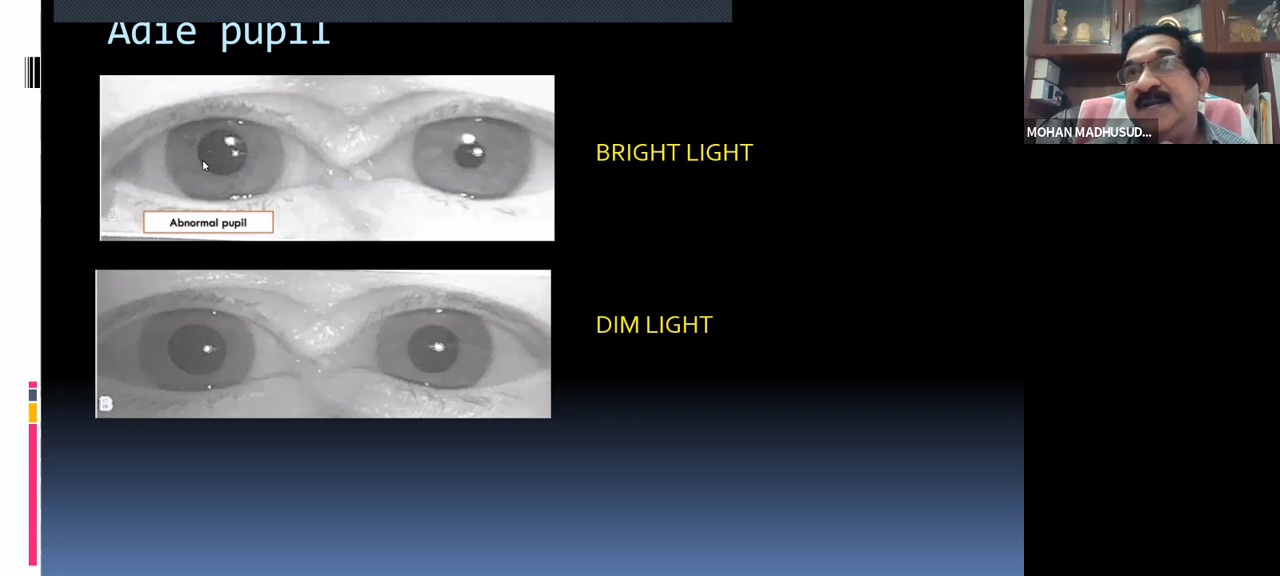 Adie pupil
BRIGHT LIGHT
MOHAN MADHUSUD...
A
Abnormal pupil
DIM LIGHT
B